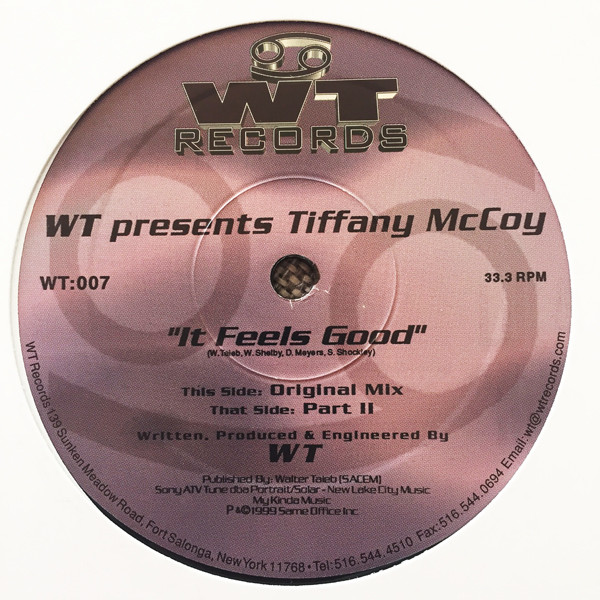 WT
RECORDS
WT presents Tiffany McCoy
WT:007
33.3 RPM
"It Feels Good"
(W. Taieb, W. Shelby, D. Meyers, S. Shockley)
This Side: Original Mix
That Side: Part II
Written, Produced & Engineered By
WT
Published By: Walter Taieb [SACEM]
Sony ATV Tune dba Portrait/Solar - New Lake City Music
My Kinda Music
P & © 1999 Same Office Inc
WT Records 139 Sunken Meadow Road, Fort Salonga, New York 11768 • Tel: 516.544.4510 Fax: 516.544.0694 Email: wt@wtrecords.com